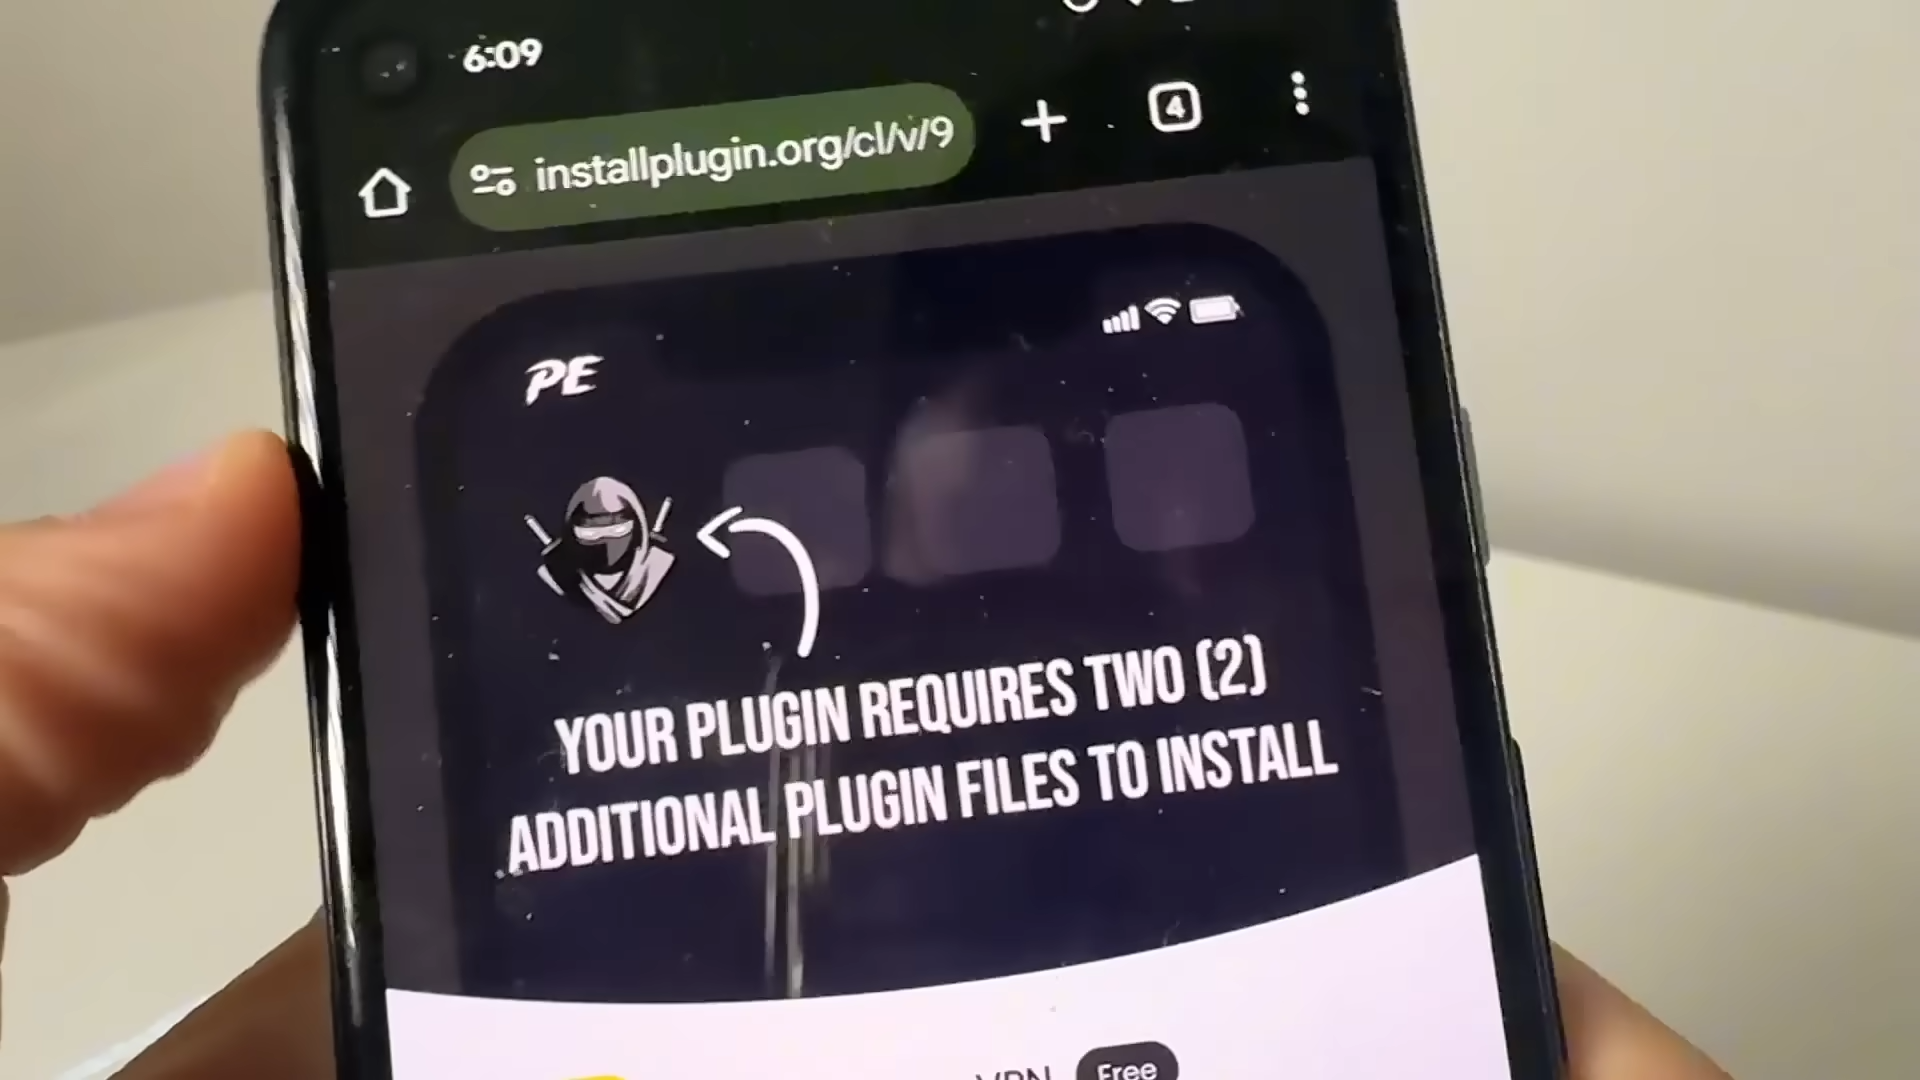 6:09
installplugin.org/cl/v/9
4
PE
YOUR PLUGIN REQUIRES TWO (2)
ADDITIONAL PLUGIN FILES TO INSTALL
VPN Free